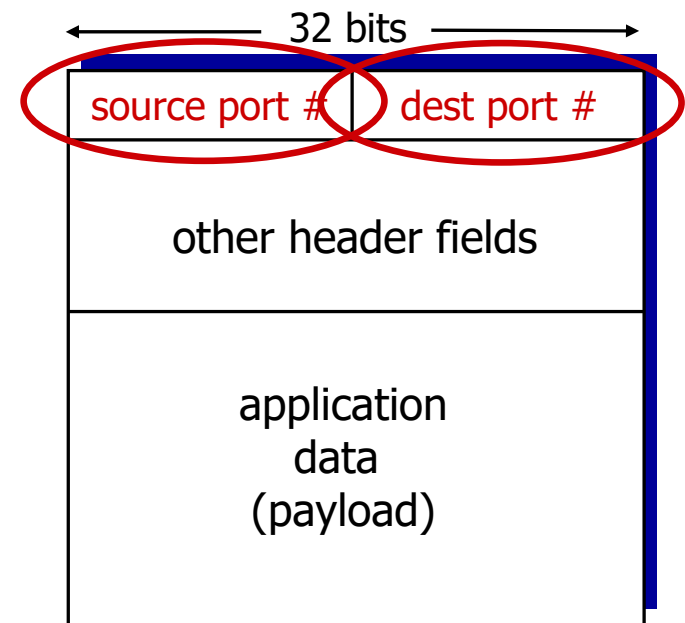 32 bits
source port # dest port #
other header fields
application
data
(payload)